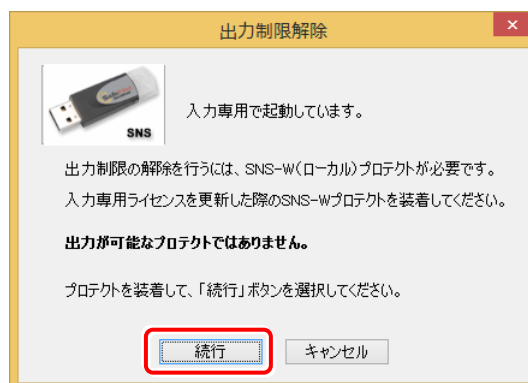 出力制限解除
入力専用で起動しています。
SNS
出力制限の解除を行うには、SNS-W(ローカル)プロテクトが必要です。
入力専用ライセンスを更新した際のSNS-Wプロテクトを装着してください。
出力が可能なプロテクトではありません。
プロテクトを装着して、「続行」ボタンを選択してください。
続行 キャンセル